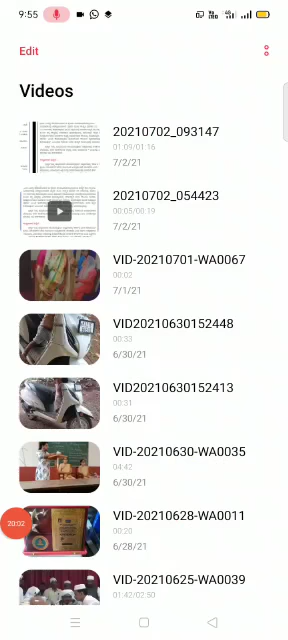 9:55
Edit
Videos
20210702_093147
01:09/01:16
7/2/21
20210702_054423
00:05/00:19
7/2/21
VID-20210701-WA0067
00:02
7/1/21
VID20210630152448
00:33
6/30/21
VID20210630152413
00:31
6/30/21
VID-20210630-WA0035
04:42
6/30/21
20:02
VID-20210628-WA0011
00:20
6/28/21
VID-20210625-WA0039
01:42/02:50